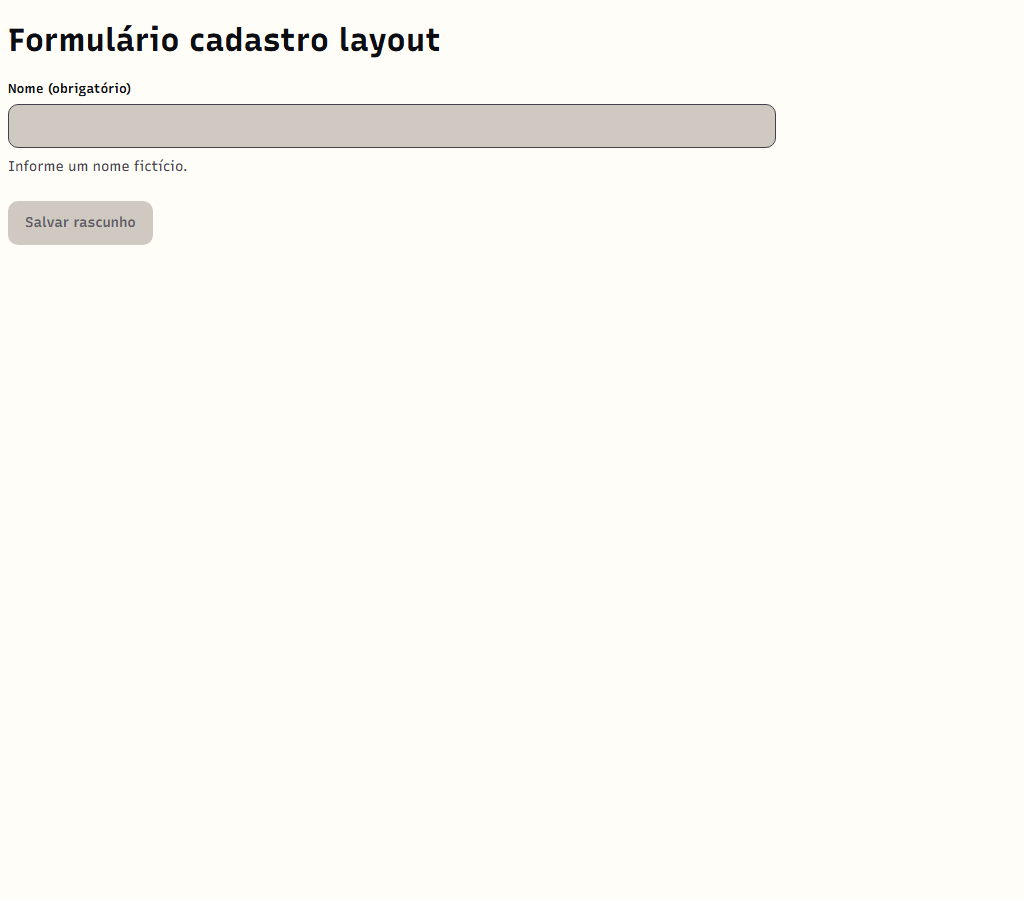 Formulário cadastro layout
Nome (obrigatório)
Informe um nome fictício.
Salvar rascunho